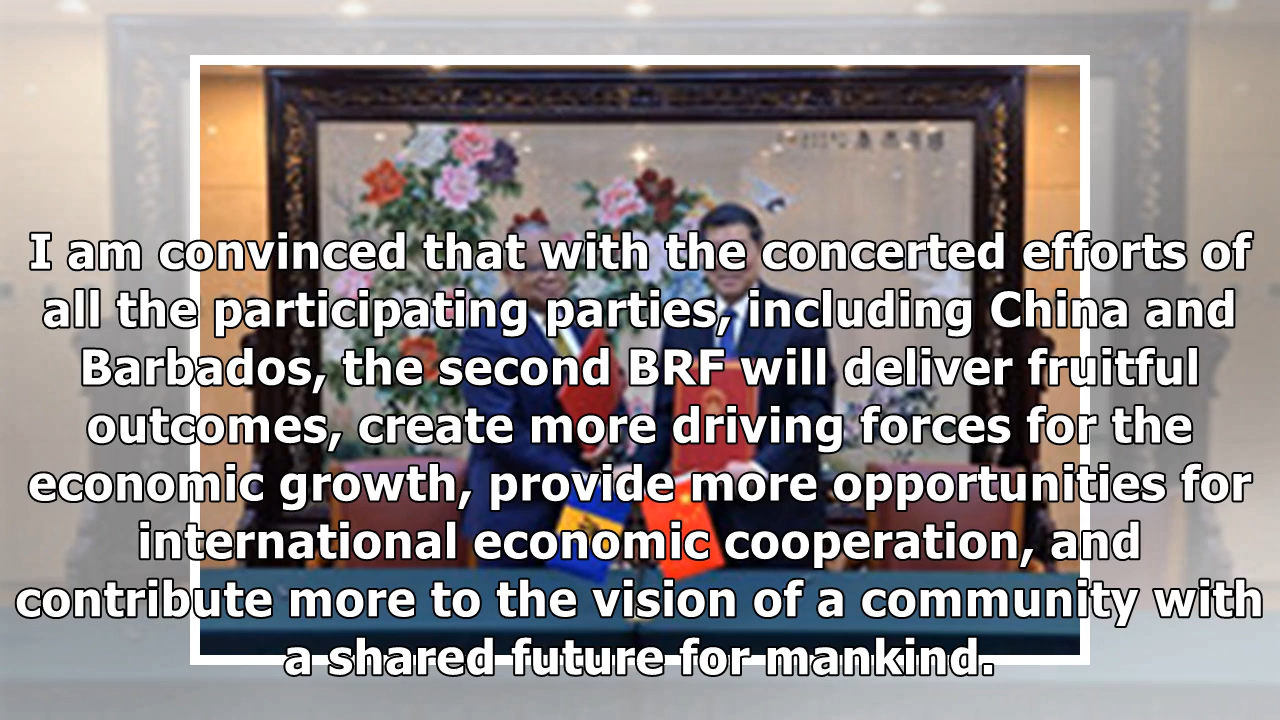 I am convinced that with the concerted efforts of
all the participating parties, including China and
Barbados, the second BRF will deliver fruitful
outcomes, create more driving forces for the
economic growth, provide more opportunities for
international economic cooperation, and
contribute more to the vision of a community with
a shared future for mankind.